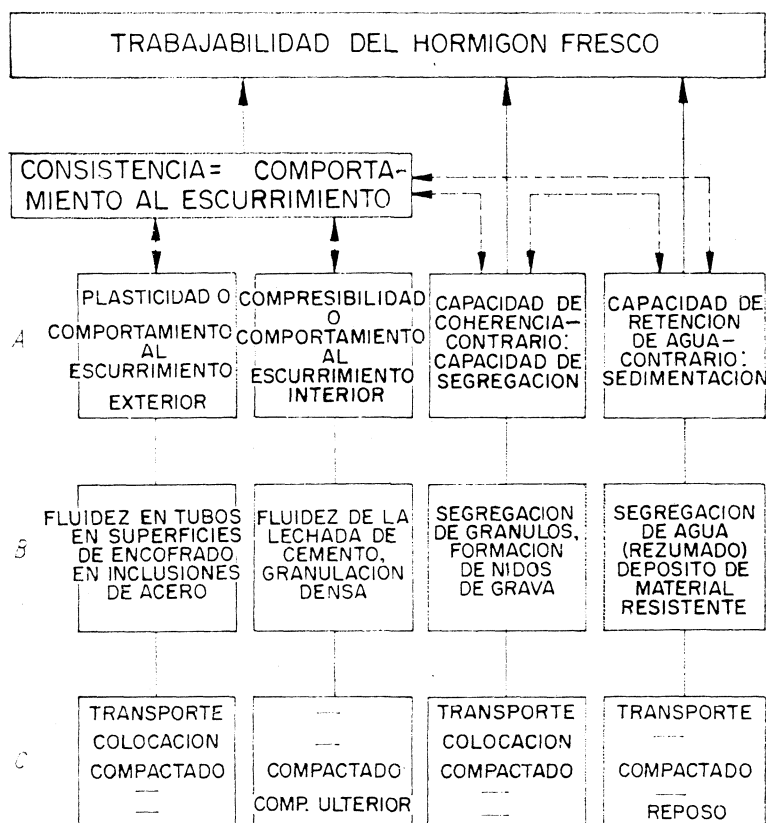 TRABAJABILIDAD DEL HORMIGON FRESCO
CONSISTENCIA= COMPORTA-
MIENTO AL ESCURRIMIENTO
A
PLASTICIDAD O
COMPORTAMIENTO
AL
ESCURRIMIENTO
EXTERIOR
COMPRESIBILIDAD
O
COMPORTAMIENTO
AL
ESCURRIMIENTO
INTERIOR
CAPACIDAD DE
COHERENCIA-
CONTRARIO:
CAPACIDAD DE
SEGREGACION
CAPACIDAD DE
RETENCION
DE AGUA-
CONTRARIO:
SEDIMENTACION
B
FLUIDEZ EN TUBOS
EN SUPERFICIES
DE ENCOFRADO,
EN INCLUSIONES
DE ACERO
FLUIDEZ DE LA
LECHADA DE
CEMENTO,
GRANULACION
DENSA
SEGREGACION
DE GRANULOS,
FORMACION
DE NIDOS
DE GRAVA
SEGREGACION
DE AGUA
(REZUMADO)
DEPOSITO DE
MATERIAL
RESISTENTE
C
TRANSPORTE
COLOCACION
COMPACTADO
—
—
—
—
COMPACTADO
COMP. ULTERIOR
TRANSPORTE
COLOCACION
COMPACTADO
—
—
TRANSPORTE
—
COMPACTADO
—
REPOSO